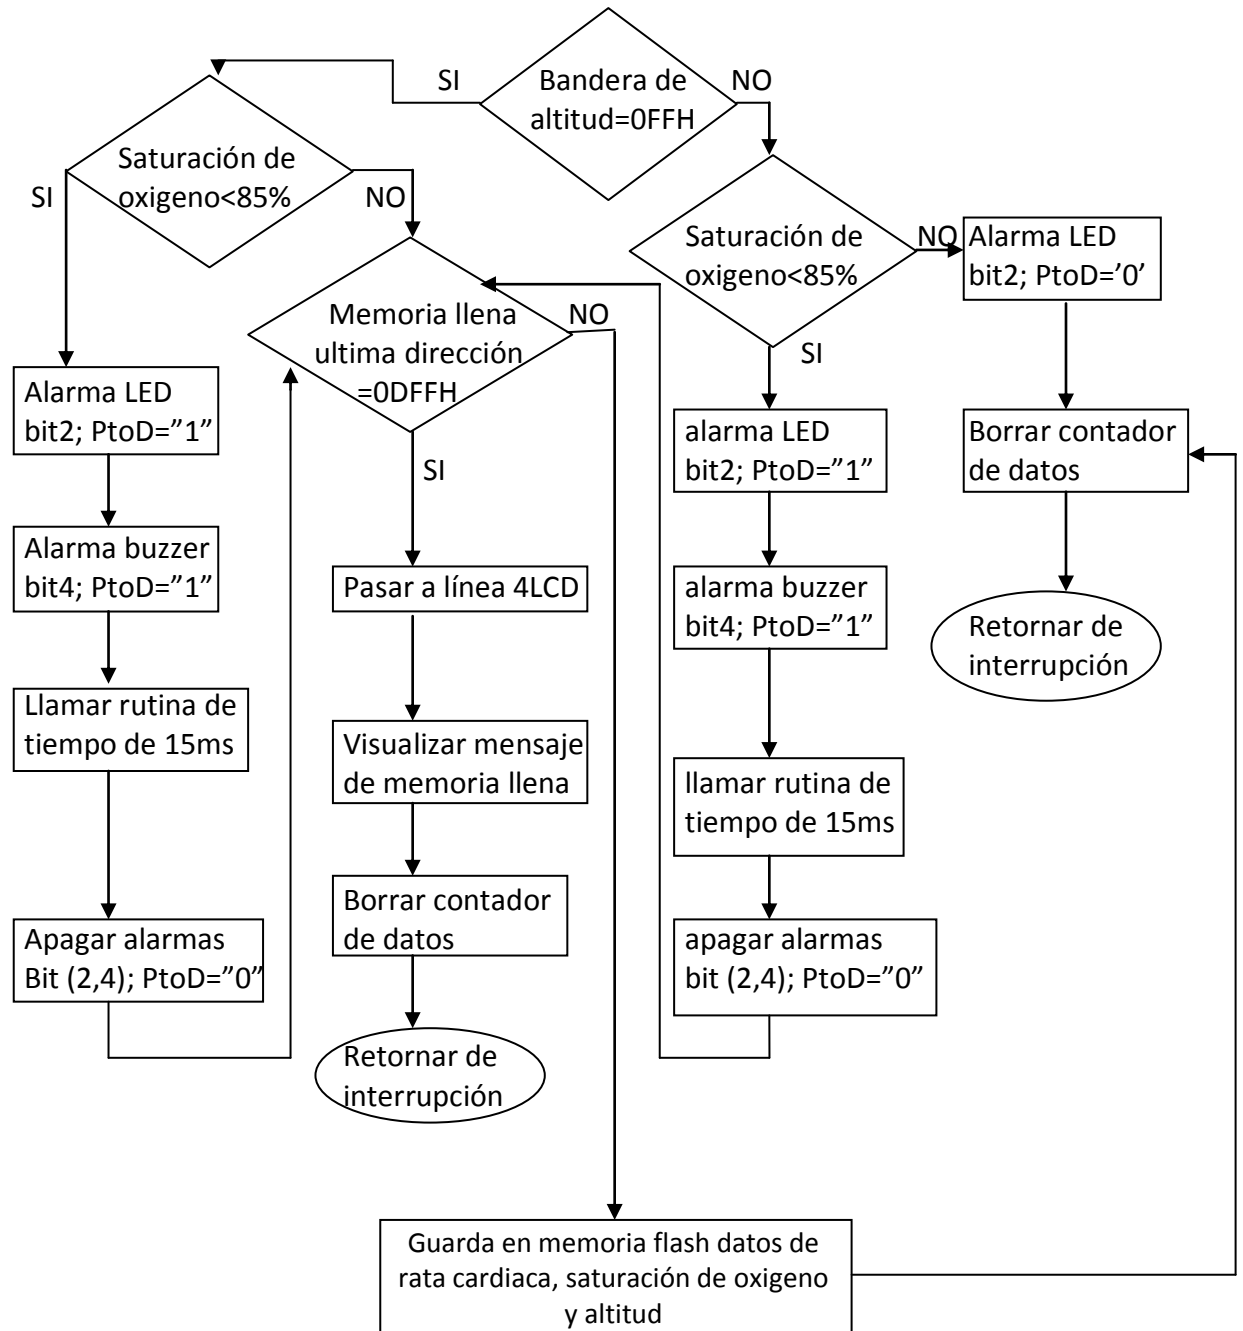 SI
Bandera de
altitud=0FFH
NO
Saturación de
oxigeno<85%
SI
NO
Saturación de
oxigeno<85%
NO
SI
Alarma LED
bit2; PtoD='0’
Memoria llena
ultima dirección
=0DFFH
NO
SI
Alarma LED
bit2; PtoD=”1”
alarma LED
bit2; PtoD=”1”
Borrar contador
de datos
Alarma buzzer
bit4; PtoD=”1”
Pasar a línea 4LCD
alarma buzzer
bit4; PtoD=”1”
Retornar de
interrupción
Llamar rutina de
tiempo de 15ms
Visualizar mensaje
de memoria llena
llamar rutina de
tiempo de 15ms
Apagar alarmas
Bit (2,4); PtoD=”0”
Borrar contador
de datos
apagar alarmas
bit (2,4); PtoD=”0”
Retornar de
interrupción
Guarda en memoria flash datos de
rata cardiaca, saturación de oxigeno
y altitud